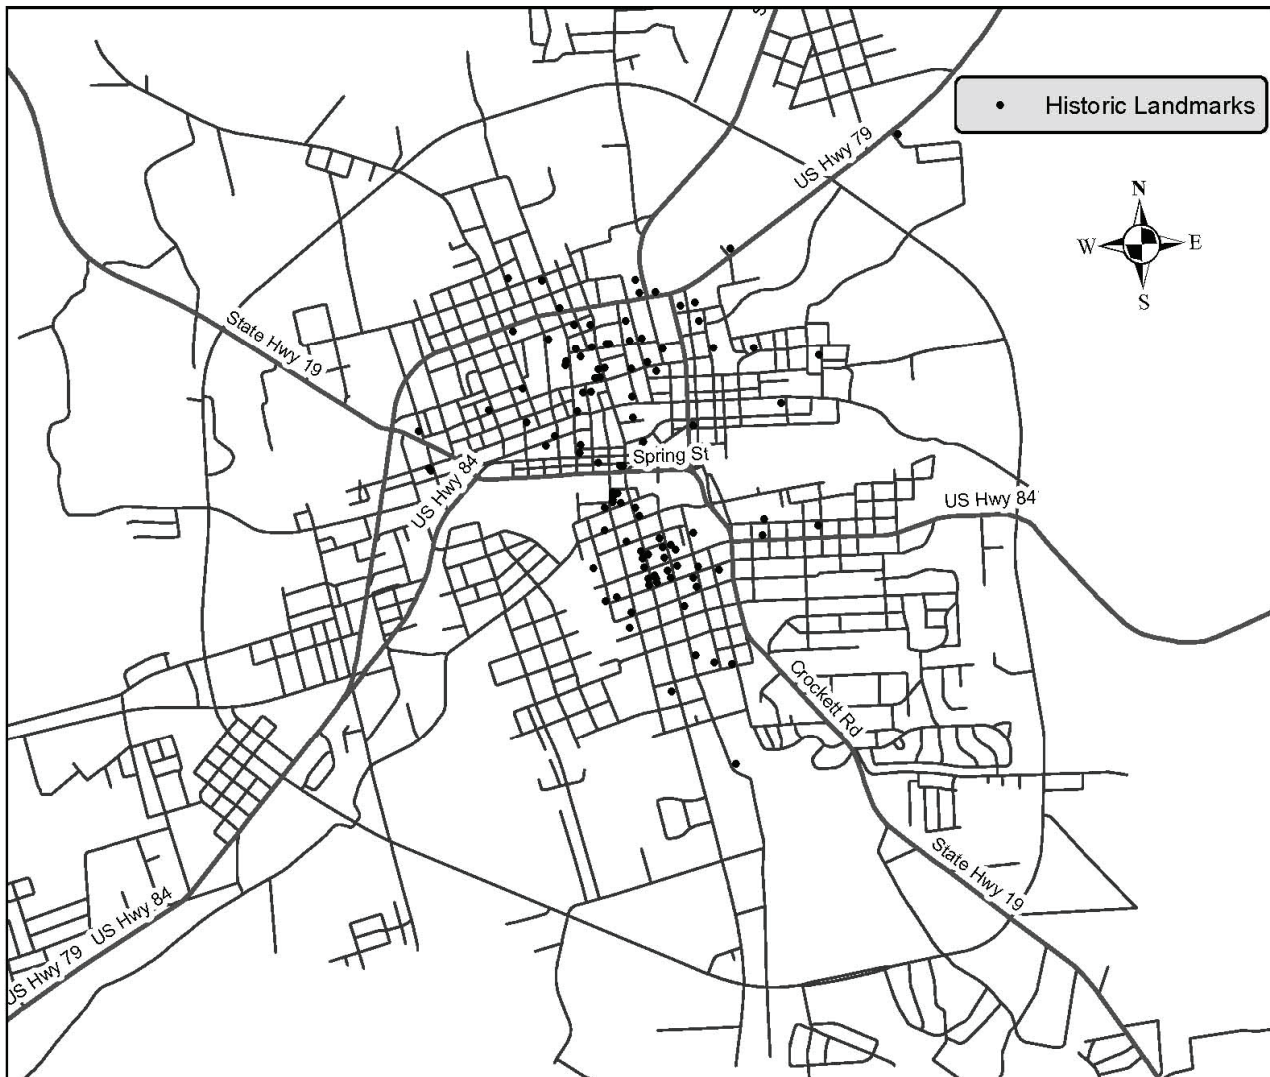 S
US Hwy 79
Historic Landmarks
N
W E
S
State Hwy 19
Spring St
US Hwy 84
US Hwy 84
Crockett Rd
State Hwy 19
US Hwy 84
US Hwy 79